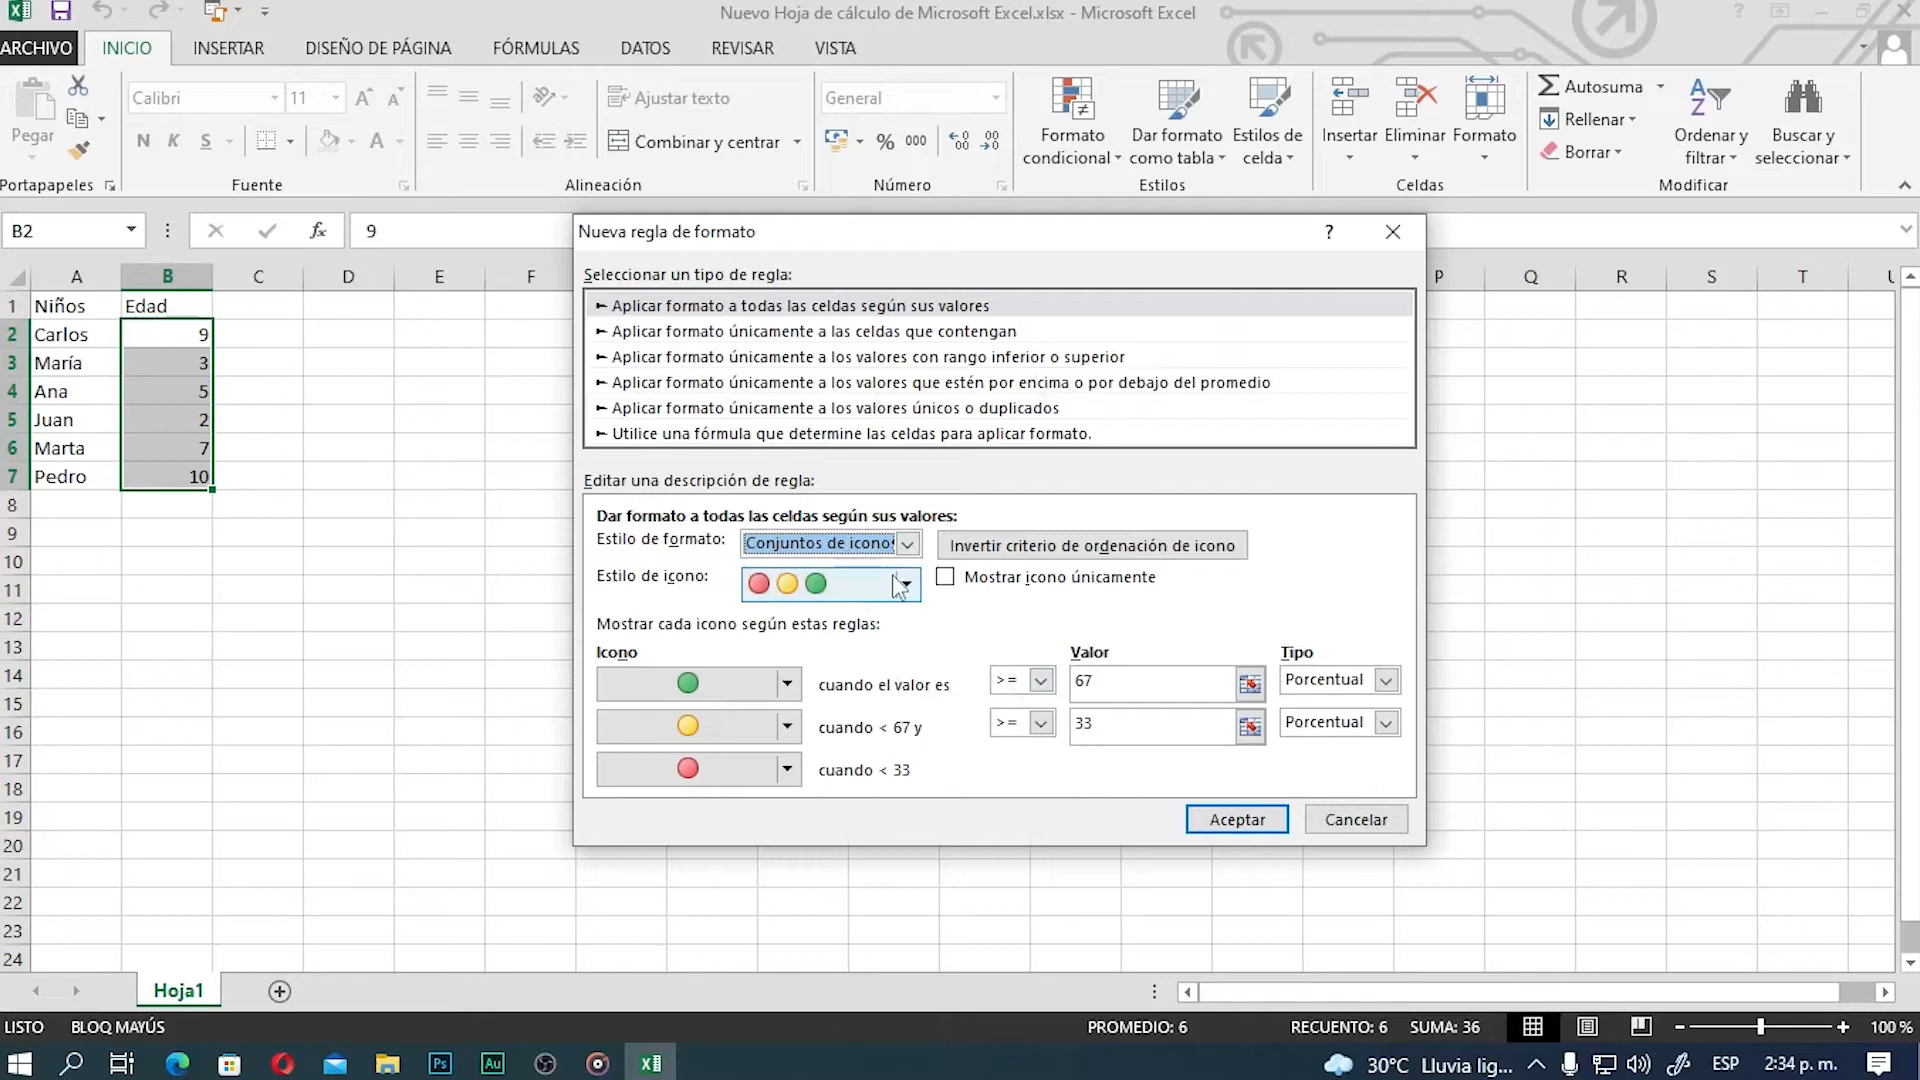 Nuevo Hoja de cálculo de Microsoft Excel.xlsx - Microsoft Excel
ARCHIVO INICIO INSERTAR DISEÑO DE PÁGINA FÓRMULAS DATOS REVISAR VISTA
Calibri 11 Ajustar texto General Autosuma
Pegar Formato condicional Dar formato como tabla Estilos de celda Insertar Eliminar Formato Rellenar Ordenar y filtrar Buscar y seleccionar
N K S Combinar y centrar % 000 Borrar
Portapapeles Fuente Alineación Número Estilos Celdas Modificar
B2 fx 9
A B C D E F P Q R S T U
1 Niños Edad
2 Carlos 9
3 María 3
4 Ana 5
5 Juan 2
6 Marta 7
7 Pedro 10
8
9
10
11
12
13
14
15
16
17
18
19
20
21
22
23
24
Nueva regla de formato ?
Seleccionar un tipo de regla:
► Aplicar formato a todas las celdas según sus valores
► Aplicar formato únicamente a las celdas que contengan
► Aplicar formato únicamente a los valores con rango inferior o superior
► Aplicar formato únicamente a los valores que estén por encima o por debajo del promedio
► Aplicar formato únicamente a los valores únicos o duplicados
► Utilice una fórmula que determine las celdas para aplicar formato.
Editar una descripción de regla:
Dar formato a todas las celdas según sus valores:
Estilo de formato: Conjuntos de icono Invertir criterio de ordenación de icono
Estilo de icono: Mostrar icono únicamente
Mostrar cada icono según estas reglas:
Icono Valor Tipo
cuando el valor es >= 67 Porcentual
cuando < 67 y >= 33 Porcentual
cuando < 33
Aceptar Cancelar
Hoja1
LISTO BLOQ MAYÚS PROMEDIO: 6 RECUENTO: 6 SUMA: 36 100 %
Ps Au 30°C Lluvia lig... ESP 2:34 p. m.